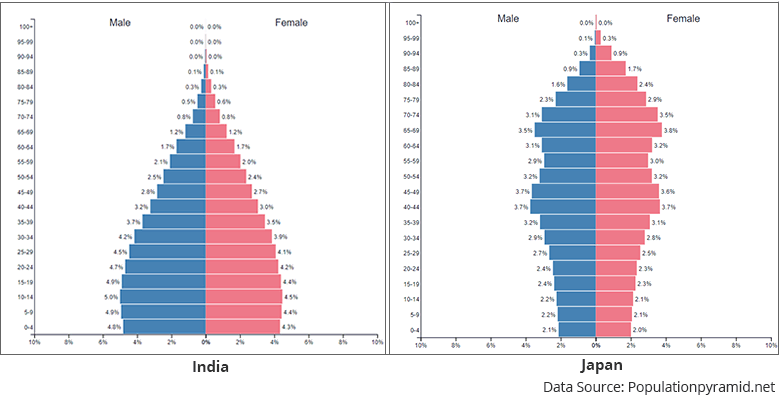 Male Female
100+ 0.0% 0.0%
95-99 0.0% 0.0%
90-94 0.0% 0.0%
85-89 0.1% 0.1%
80-84 0.3% 0.3%
75-79 0.5% 0.6%
70-74 0.8% 0.8%
65-69 1.2% 1.2%
60-64 1.7% 1.7%
55-59 2.1% 2.0%
50-54 2.5% 2.4%
45-49 2.8% 2.7%
40-44 3.2% 3.0%
35-39 3.7% 3.5%
30-34 4.2% 3.9%
25-29 4.5% 4.1%
20-24 4.7% 4.2%
15-19 4.9% 4.4%
10-14 5.0% 4.5%
5-9 4.9% 4.4%
0-4 4.8% 4.3%
10% 8% 6% 4% 2% 0% 2% 4% 6% 8% 10%
India
Male Female
100+ 0.0% 0.0%
95-99 0.1% 0.3%
90-94 0.3% 0.9%
85-89 0.9% 1.7%
80-84 1.6% 2.4%
75-79 2.3% 2.9%
70-74 3.1% 3.5%
65-69 3.5% 3.8%
60-64 3.1% 3.2%
55-59 2.9% 3.0%
50-54 3.2% 3.2%
45-49 3.7% 3.6%
40-44 3.7% 3.7%
35-39 3.2% 3.1%
30-34 2.9% 2.8%
25-29 2.7% 2.5%
20-24 2.4% 2.3%
15-19 2.4% 2.3%
10-14 2.2% 2.1%
5-9 2.2% 2.1%
0-4 2.1% 2.0%
10% 8% 6% 4% 2% 0% 2% 4% 6% 8% 10%
Japan
Data Source: Populationpyramid.net